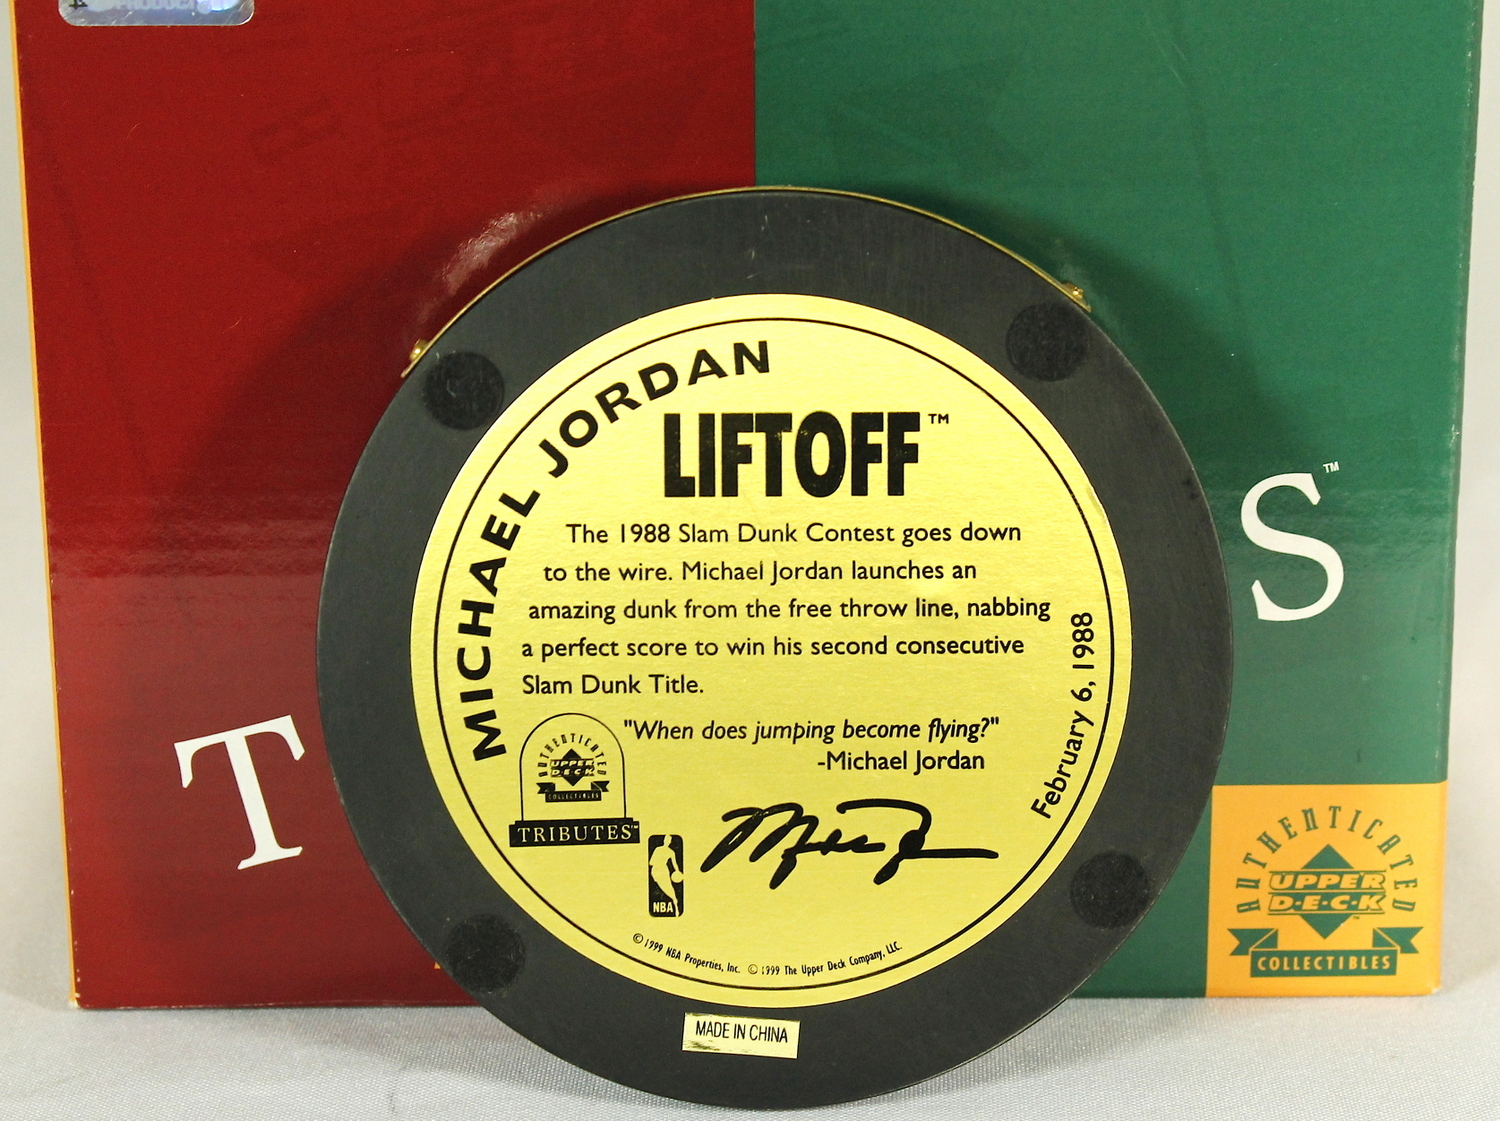 PRODUCT
MICHAEL JORDAN
LIFTOFF™
The 1988 Slam Dunk Contest goes down
to the wire. Michael Jordan launches an
amazing dunk from the free throw line, nabbing
a perfect score to win his second consecutive
Slam Dunk Title.
"When does jumping become flying?"
-Michael Jordan
February 6, 1988
AUTHENTICATED
UPPER
D·E·C·K
COLLECTIBLES
TRIBUTES™
NBA
© 1999 NBA Properties, Inc. © 1999 The Upper Deck Company, LLC.
MADE IN CHINA
T
S™
AUTHENTICATED
UPPER
D·E·C·K™
COLLECTIBLES